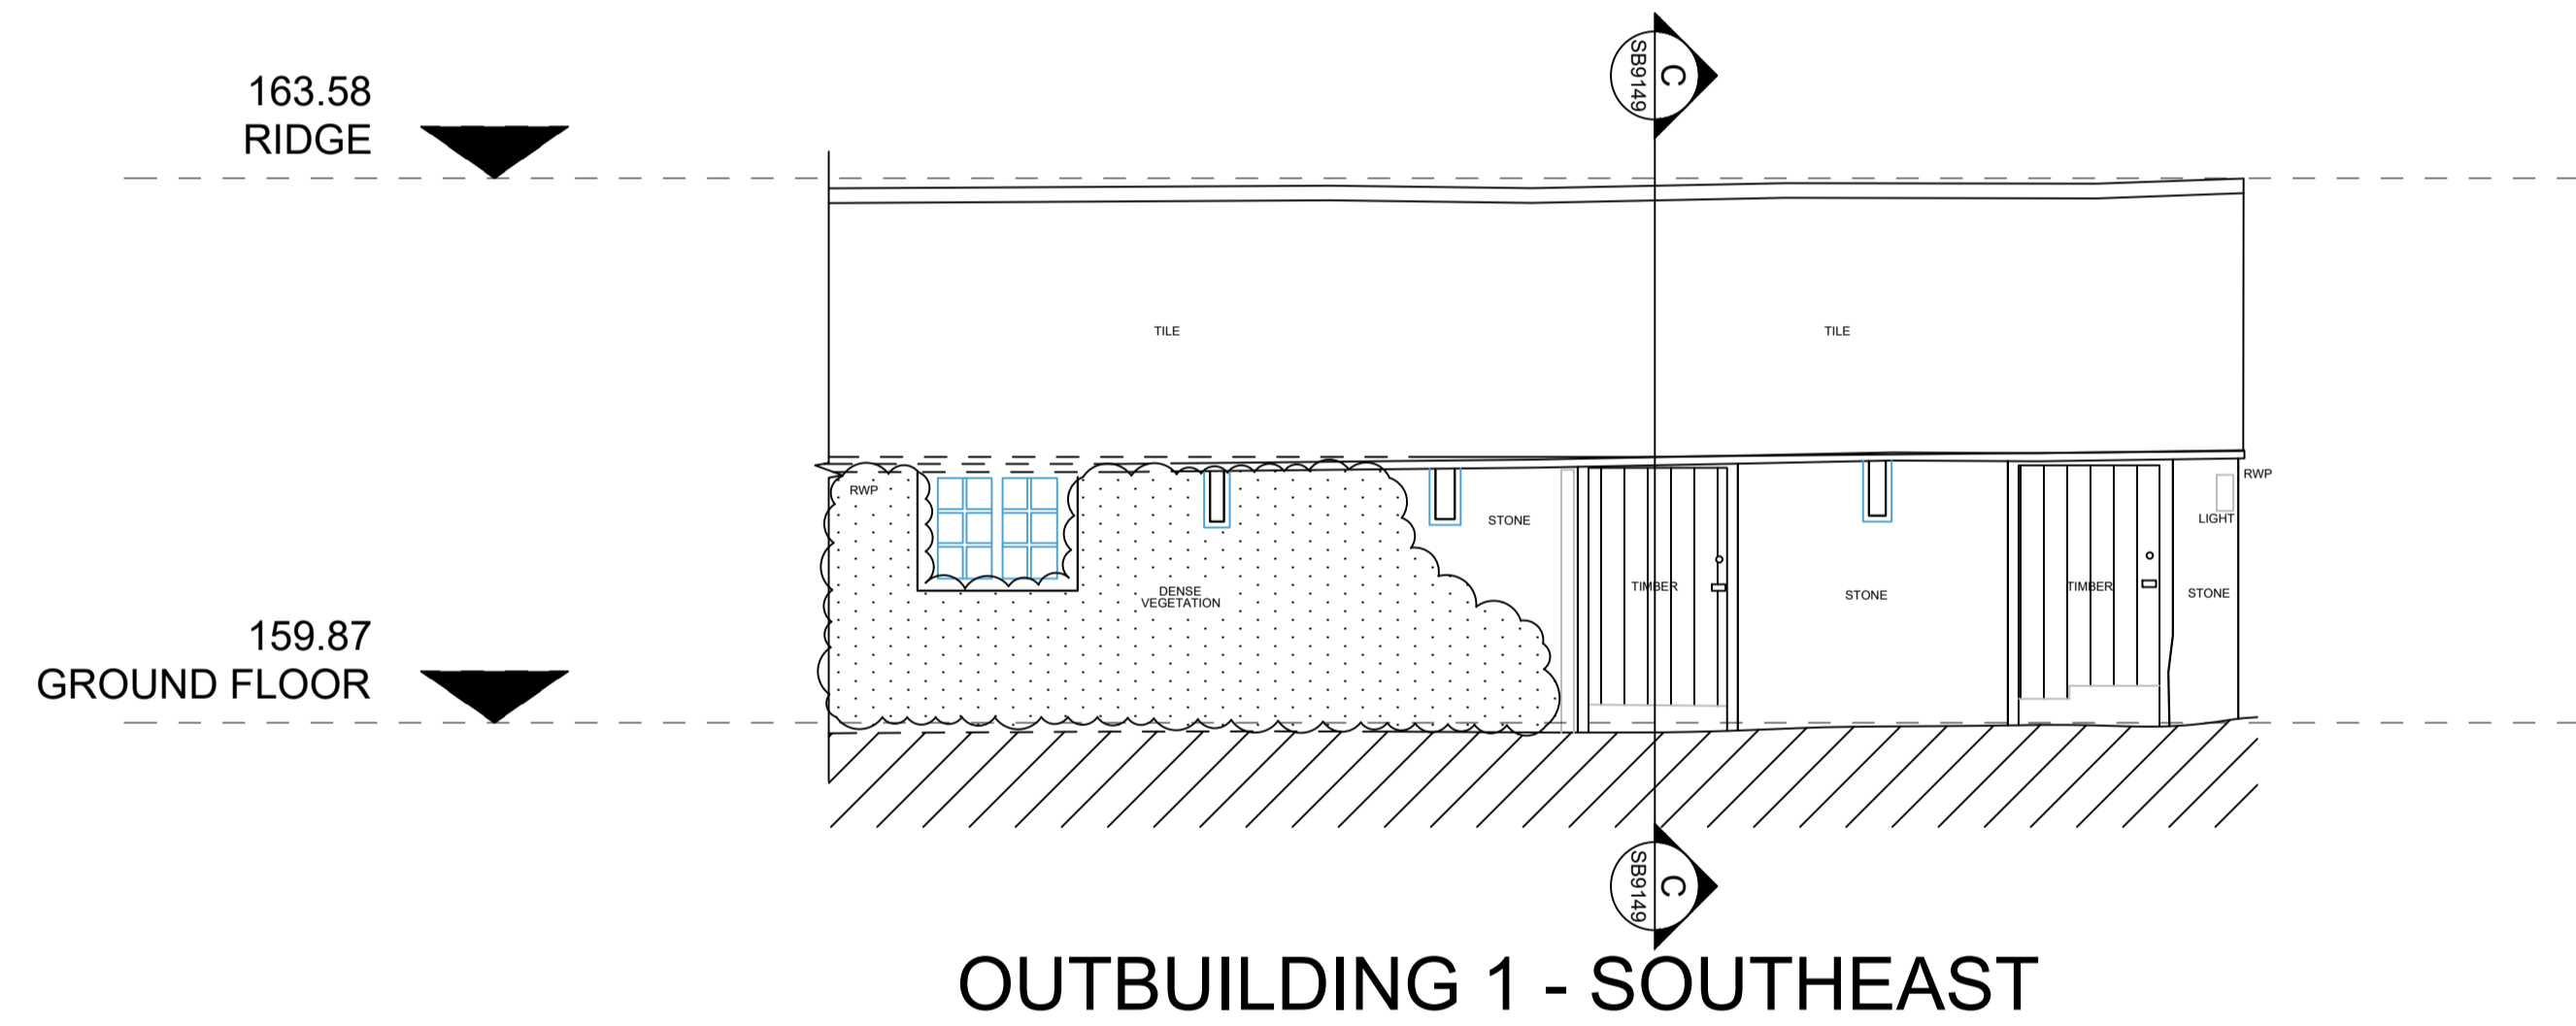 C
SB9149
163.58
RIDGE
TILE
TILE
RWP
RWP
STONE
LIGHT
DENSE
VEGETATION
TIMBER
STONE
TIMBER
STONE
159.87
GROUND FLOOR
C
SB9149
OUTBUILDING 1 - SOUTHEAST